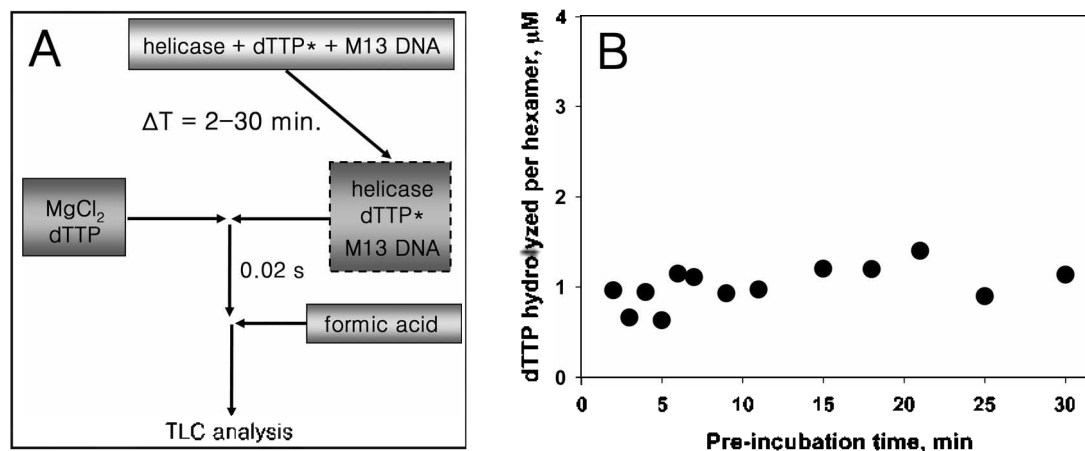 A
helicase + dTTP* + M13 DNA
ΔT = 2–30 min.
MgCl₂
dTTP
helicase
dTTP*
M13 DNA
0.02 s
formic acid
TLC analysis
B
dTTP hydrolyzed per hexamer, µM
4
3
2
1
0
0 5 10 15 20 25 30
Pre-incubation time, min